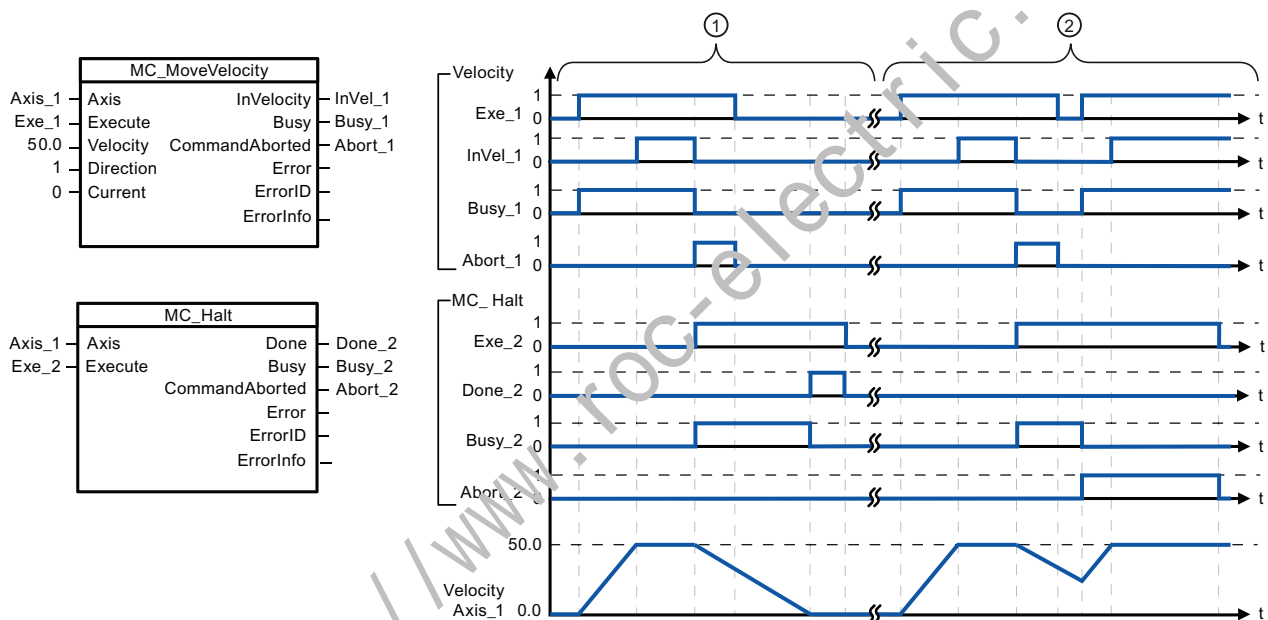 MC_MoveVelocity
Axis_1 Axis InVelocity InVel_1
Exe_1 Execute Busy Busy_1
50.0 Velocity CommandAborted Abort_1
1 Direction Error
0 Current ErrorID
ErrorInfo
MC_Halt
Axis_1 Axis Done Done_2
Exe_2 Execute Busy Busy_2
CommandAborted Abort_2
Error
ErrorID
ErrorInfo
1 2
Velocity
Exe_1 1 0 t
InVel_1 1 0 t
Busy_1 1 0 t
Abort_1 1 0 t
MC_ Halt
Exe_2 1 0 t
Done_2 1 0 t
Busy_2 1 0 t
Abort_2 1 0 t
50.0
Velocity
Axis_1 0.0 t
//www.roc-electric.